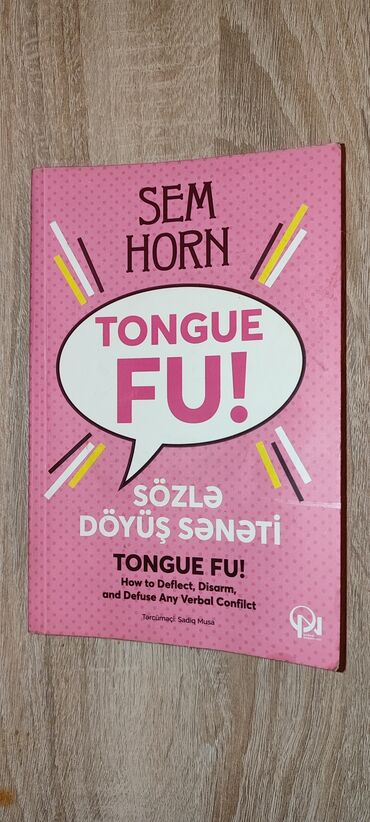 SEM
HORN
TONGUE
FU!
SÖZLƏ
DÖYÜŞ SƏNƏTİ
TONGUE FU!
How to Deflect, Disarm,
and Defuse Any Verbal Confilct
Tərcüməçi: Sadiq Musa